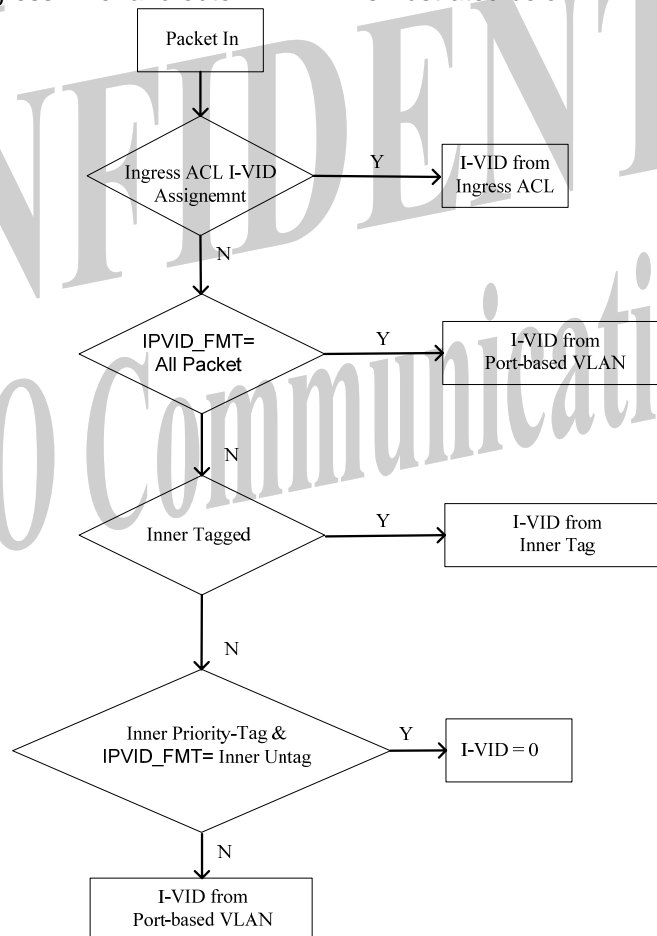 Packet In
Ingress ACL I-VID
Assignemnt
Y
I-VID from
Ingress ACL
N
IPVID_FMT=
All Packet
Y
I-VID from
Port-based VLAN
N
Inner Tagged
Y
I-VID from
Inner Tag
N
Inner Priority-Tag &
IPVID_FMT= Inner Untag
Y
I-VID = 0
N
I-VID from
Port-based VLAN